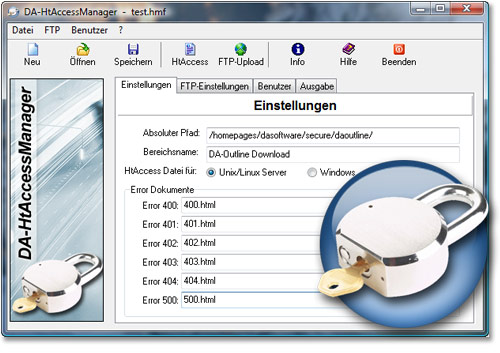 DA-HtAccessManager - test.hmf
Datei FTP Benutzer ?
Neu Öffnen Speichern HtAccess FTP-Upload Info Hilfe Beenden
DA-HtAccessManager
Einstellungen FTP-Einstellungen Benutzer Ausgabe
Einstellungen
Absoluter Pfad: /homepages/dasoftware/secure/daoutline/
Bereichsname: DA-Outline Download
HtAccess Datei für: Unix/Linux Server Windows
Error Dokumente
Error 400: 400.html
Error 401: 401.html
Error 402: 402.html
Error 403: 403.html
Error 404: 404.html
Error 500: 500.html